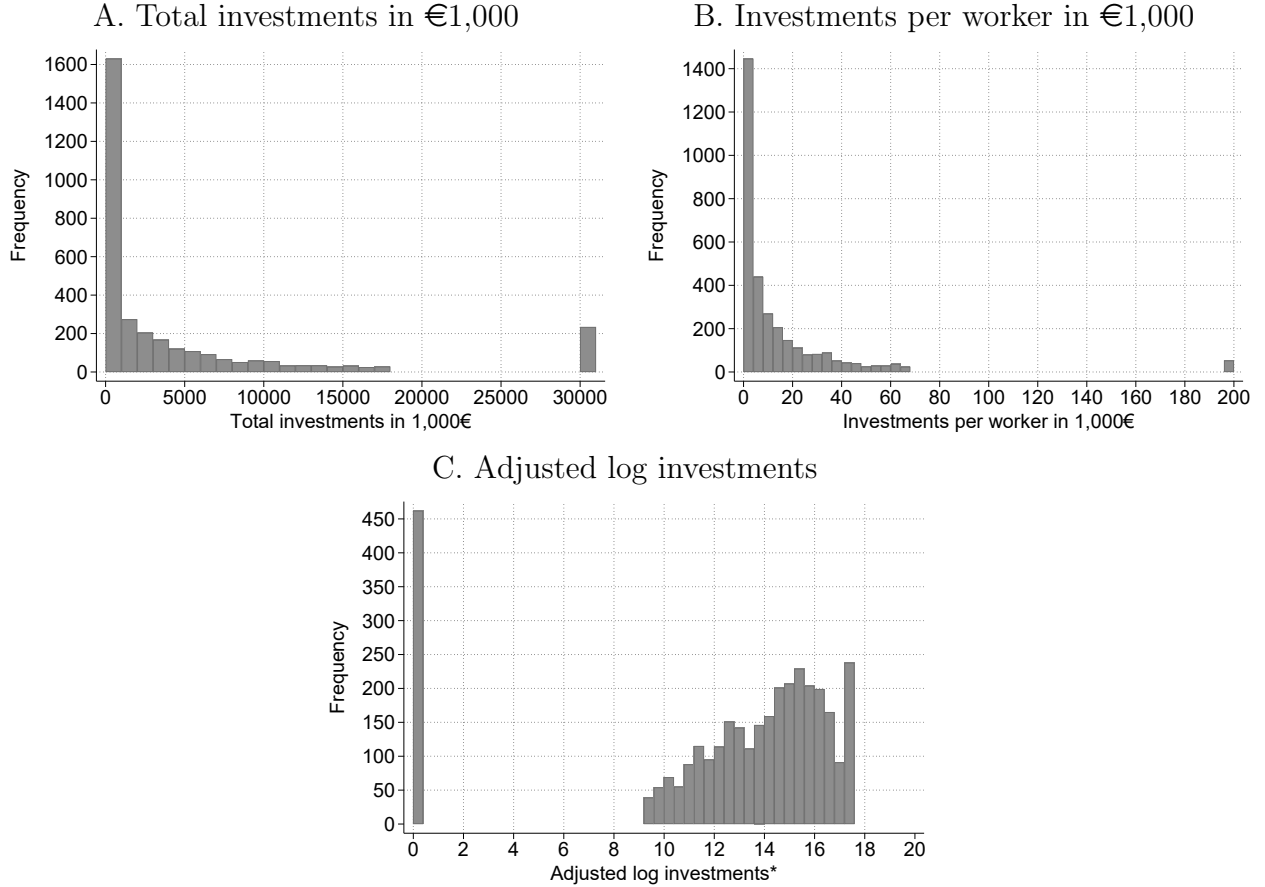 A. Total investments in €1,000
1600
1400
1200
1000
800
600
400
200
0
Frequency
0 5000 10000 15000 20000 25000 30000
Total investments in 1,000€
B. Investments per worker in €1,000
1400
1200
1000
800
600
400
200
0
Frequency
0 20 40 60 80 100 120 140 160 180 200
Investments per worker in 1,000€
C. Adjusted log investments
450
400
350
300
250
200
150
100
50
0
Frequency
0 2 4 6 8 10 12 14 16 18 20
Adjusted log investments*